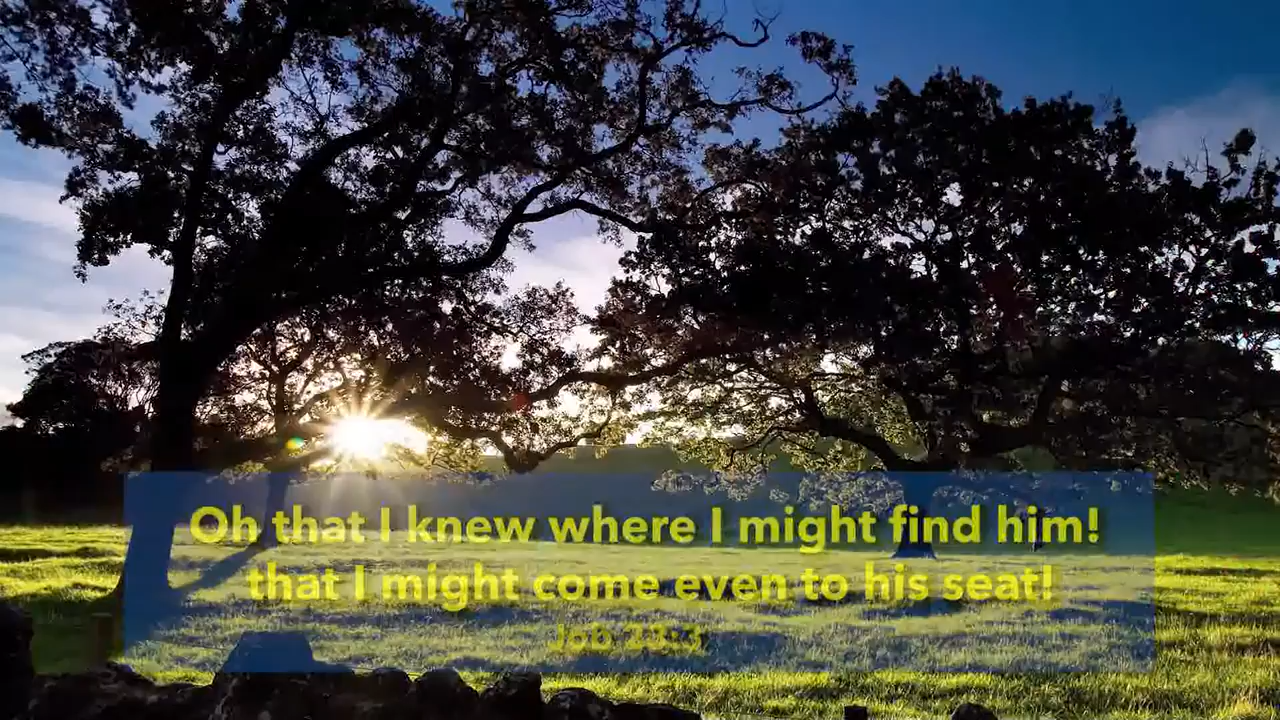 Oh that I knew where I might find him!
that I might come even to his seat!
Job 23:3